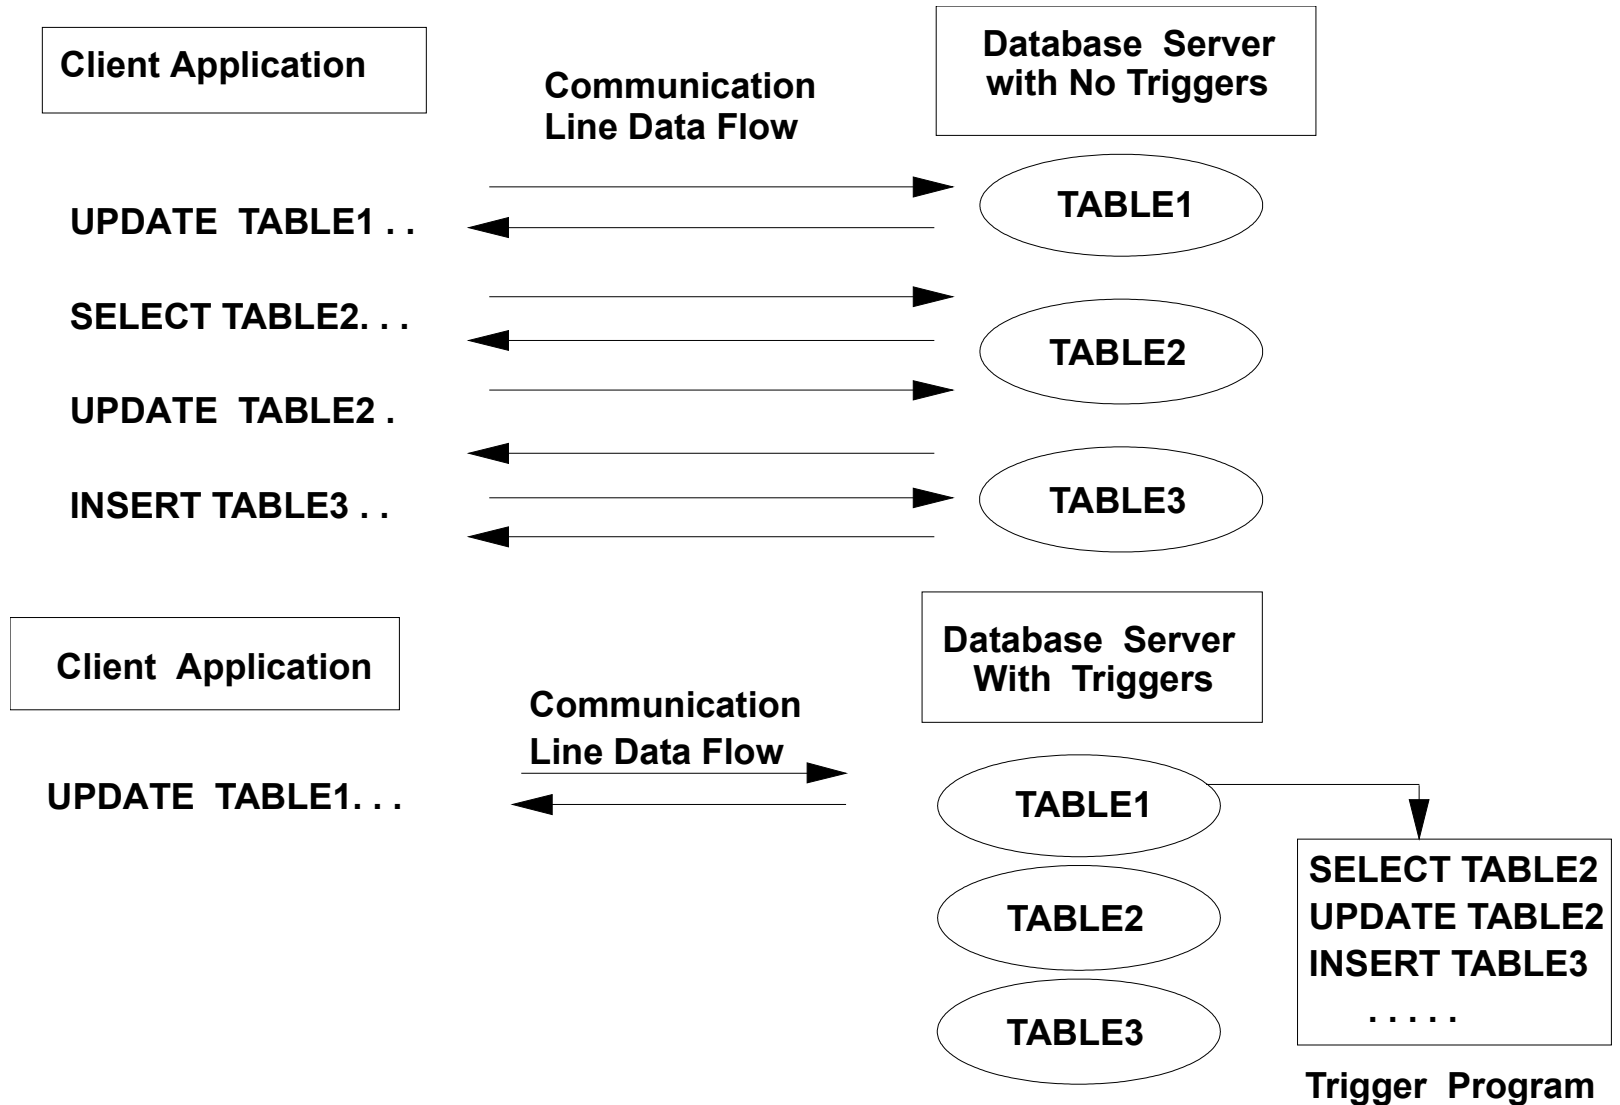 Client Application
Communication
Line Data Flow
Database Server
with No Triggers
UPDATE TABLE1 . .
TABLE1
SELECT TABLE2. . .
TABLE2
UPDATE TABLE2 .
INSERT TABLE3 . .
TABLE3
Client Application
Communication
Line Data Flow
Database Server
With Triggers
UPDATE TABLE1. . .
TABLE1
TABLE2
TABLE3
SELECT TABLE2
UPDATE TABLE2
INSERT TABLE3
. . . . .
Trigger Program